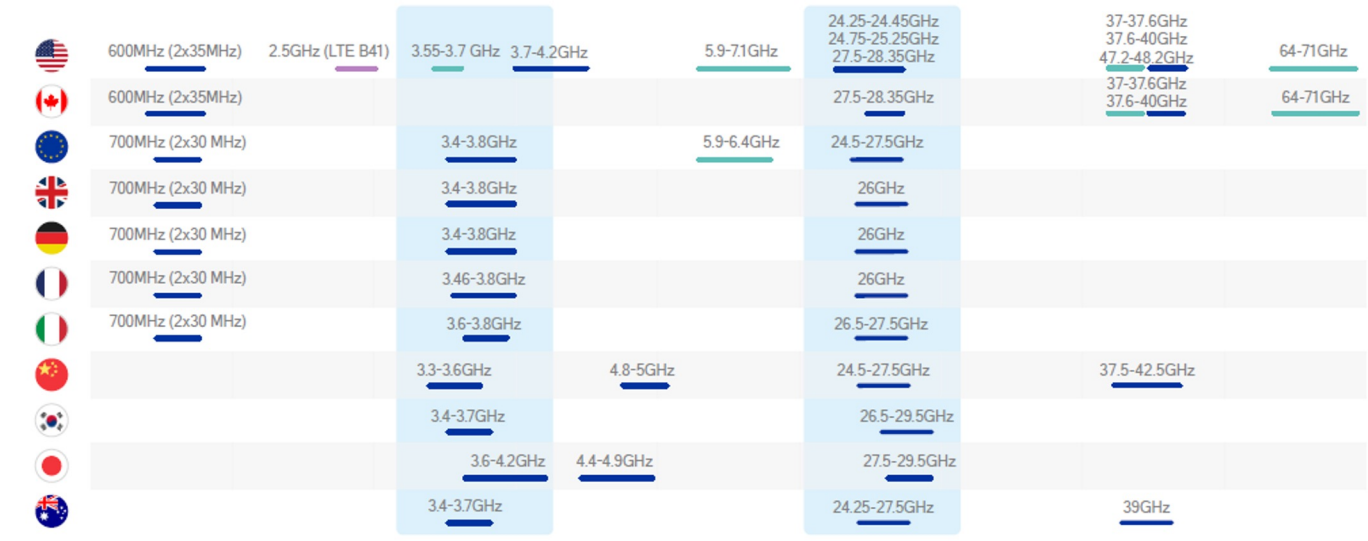 24.25-24.45GHz
37-37.6GHz
24.75-25.25GHz
37.6-40GHz
600MHz (2x35MHz) 2.5GHz (LTE B41) 3.55-3.7 GHz 3.7-4.2GHz 5.9-7.1GHz 27.5-28.35GHz 47.2-48.2GHz 64-71GHz
37-37.6GHz
600MHz (2x35MHz) 27.5-28.35GHz 37.6-40GHz 64-71GHz
700MHz (2x30 MHz) 3.4-3.8GHz 5.9-6.4GHz 24.5-27.5GHz
700MHz (2x30 MHz) 3.4-3.8GHz 26GHz
700MHz (2x30 MHz) 3.4-3.8GHz 26GHz
700MHz (2x30 MHz) 3.46-3.8GHz 26GHz
700MHz (2x30 MHz) 3.6-3.8GHz 26.5-27.5GHz
3.3-3.6GHz 4.8-5GHz 24.5-27.5GHz 37.5-42.5GHz
3.4-3.7GHz 26.5-29.5GHz
3.6-4.2GHz 4.4-4.9GHz 27.5-29.5GHz
3.4-3.7GHz 24.25-27.5GHz 39GHz